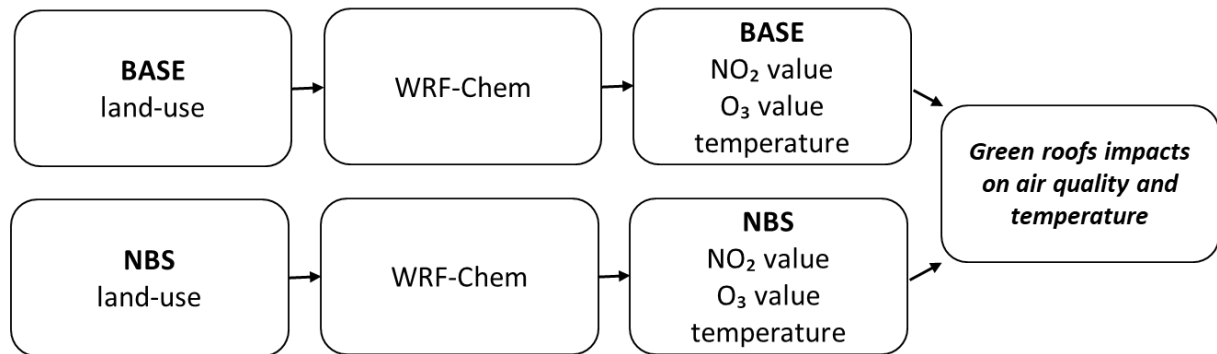 BASE
land-use
WRF-Chem
BASE
NO₂ value
O₃ value
temperature
NBS
land-use
WRF-Chem
NBS
NO₂ value
O₃ value
temperature
Green roofs impacts
on air quality and
temperature